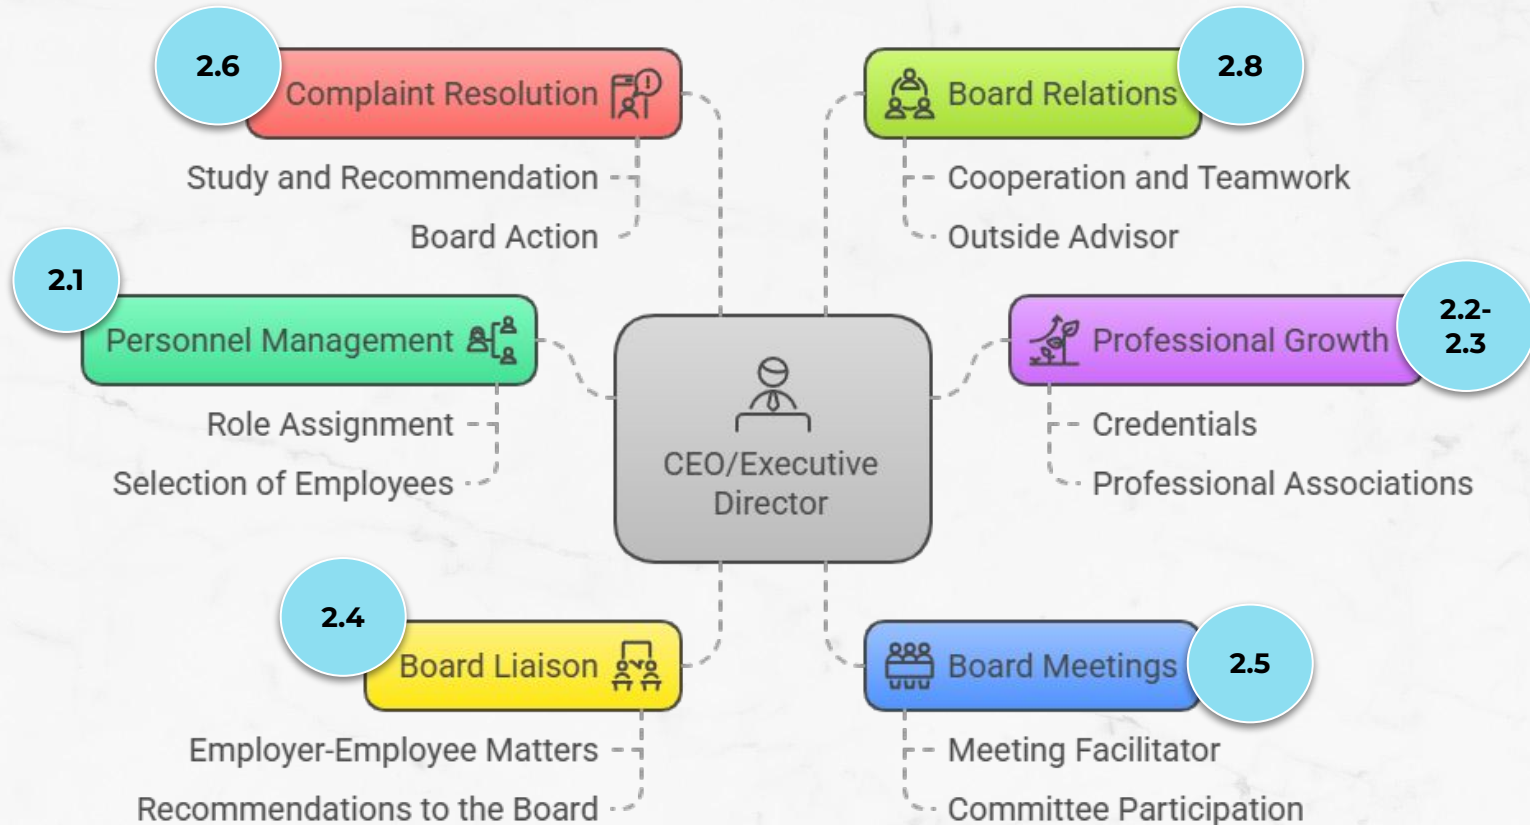 2.6
Complaint Resolution
Study and Recommendation
Board Action
2.8
Board Relations
Cooperation and Teamwork
Outside Advisor
2.1
Personnel Management
Role Assignment
Selection of Employees
CEO/Executive
Director
2.2-
2.3
Professional Growth
Credentials
Professional Associations
2.4
Board Liaison
Employer-Employee Matters
Recommendations to the Board
2.5
Board Meetings
Meeting Facilitator
Committee Participation